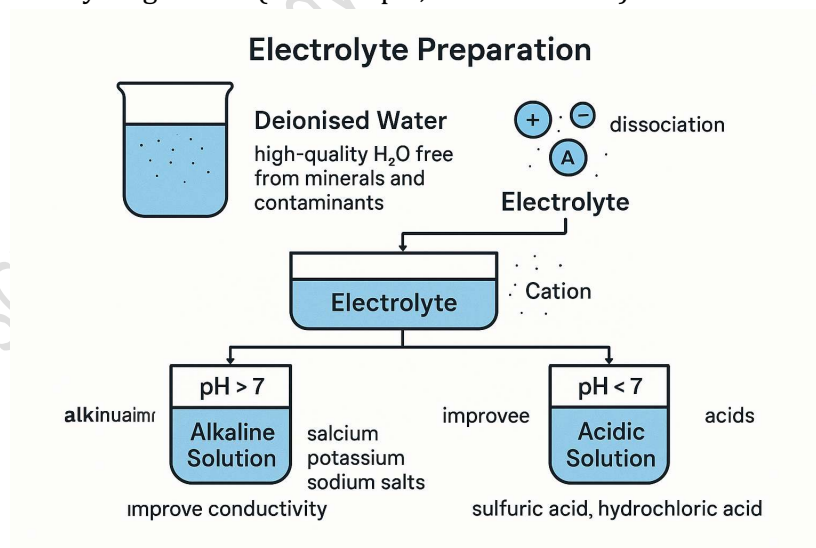 Electrolyte Preparation
Deionised Water
high-quality H₂O free
from minerals and
contaminants
+
−
A
dissociation
Electrolyte
Electrolyte
Cation
pH > 7
Alkaline
Solution
alkinuaimr
salcium
potassium
sodium salts
improve conductivity
pH < 7
Acidic
Solution
improvee
acids
sulfuric acid, hydrochloric acid